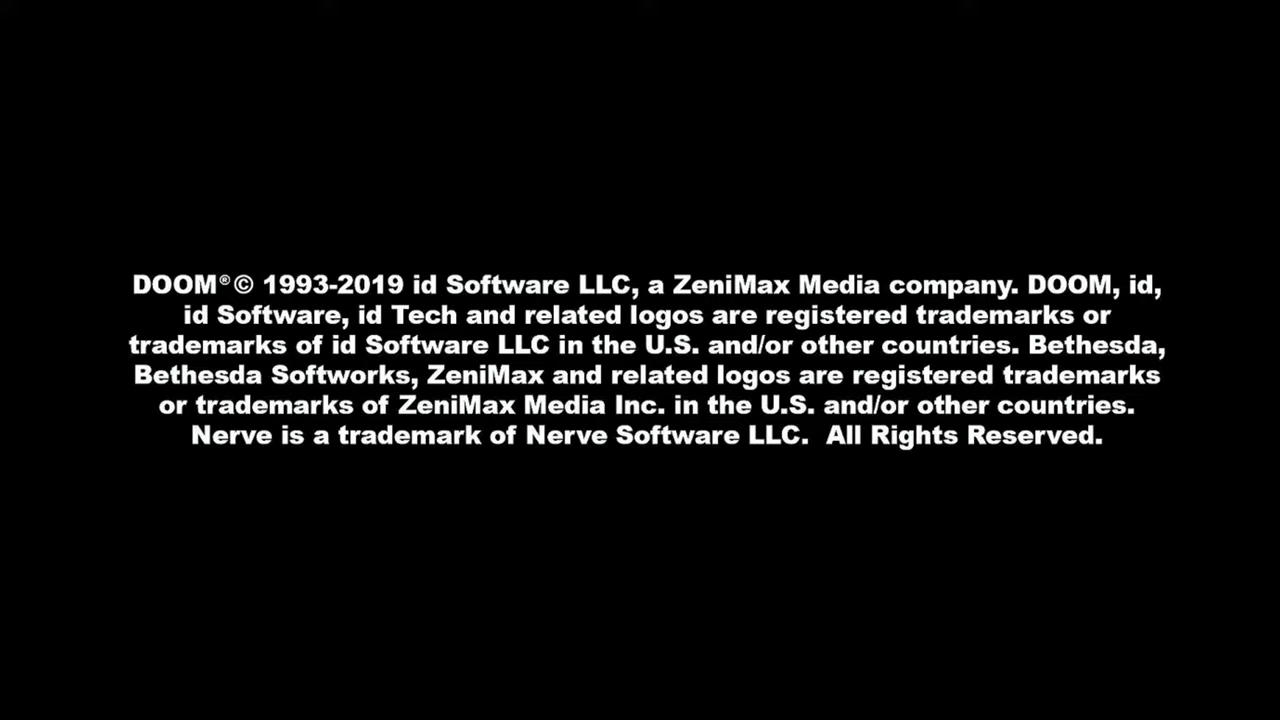 DOOM®© 1993-2019 id Software LLC, a ZeniMax Media company. DOOM, id,
id Software, id Tech and related logos are registered trademarks or
trademarks of id Software LLC in the U.S. and/or other countries. Bethesda,
Bethesda Softworks, ZeniMax and related logos are registered trademarks
or trademarks of ZeniMax Media Inc. in the U.S. and/or other countries.
Nerve is a trademark of Nerve Software LLC.  All Rights Reserved.